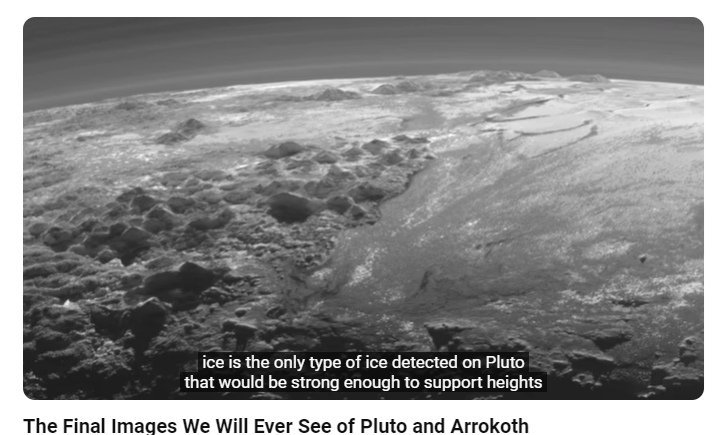 ice is the only type of ice detected on Pluto
that would be strong enough to support heights
The Final Images We Will Ever See of Pluto and Arrokoth